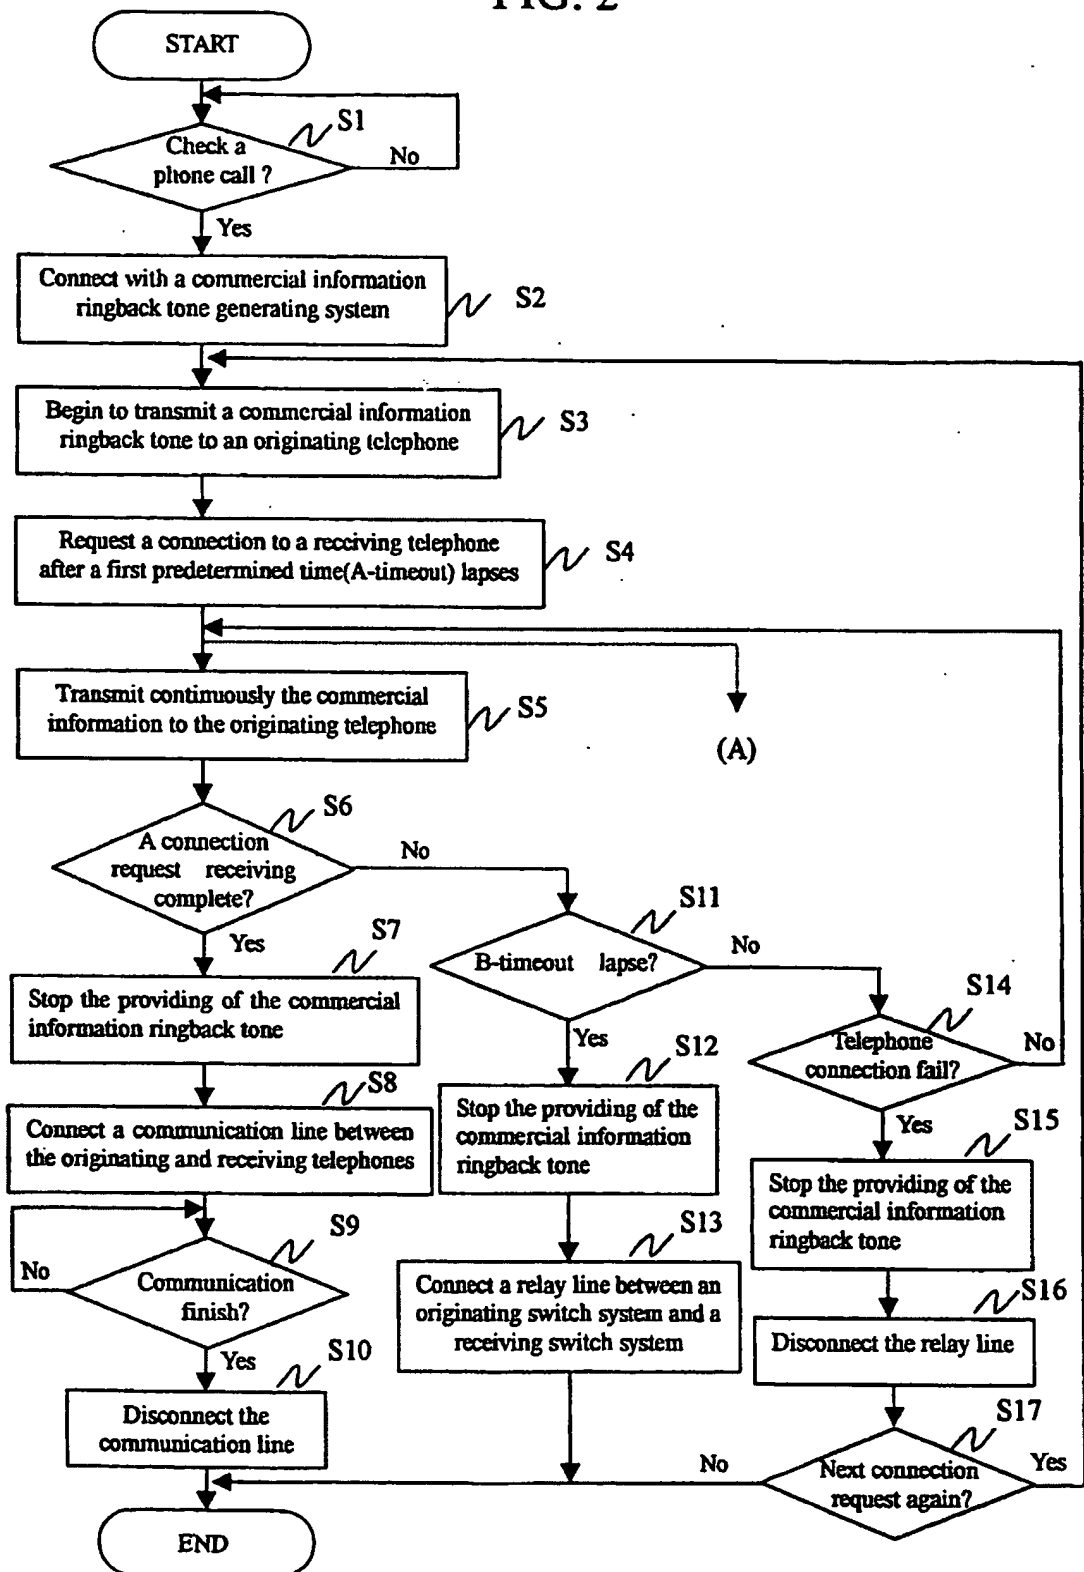 FIG. 2
START
S1
Check a
phone call ?
No
Yes
Connect with a commercial information
ringback tone generating system
S2
Begin to transmit a commercial information
ringback tone to an originating telephone
S3
Request a connection to a receiving telephone
after a first predetermined time(A-timeout) lapses
S4
Transmit continuously the commercial
information to the originating telephone
S5
(A)
S6
A connection
request receiving
complete?
No
Yes
S7
Stop the providing of the commercial
information ringback tone
S8
Connect a communication line between
the originating and receiving telephones
S9
Communication
finish?
No
Yes
S10
Disconnect the
communication line
END
S11
B-timeout lapse?
No
Yes
S12
Stop the providing of the
commercial information
ringback tone
S13
Connect a relay line between an
originating switch system and a
receiving switch system
S14
Telephone
connection fail?
No
Yes
S15
Stop the providing of the
commercial information
ringback tone
S16
Disconnect the relay line
S17
Next connection
request again?
No
Yes